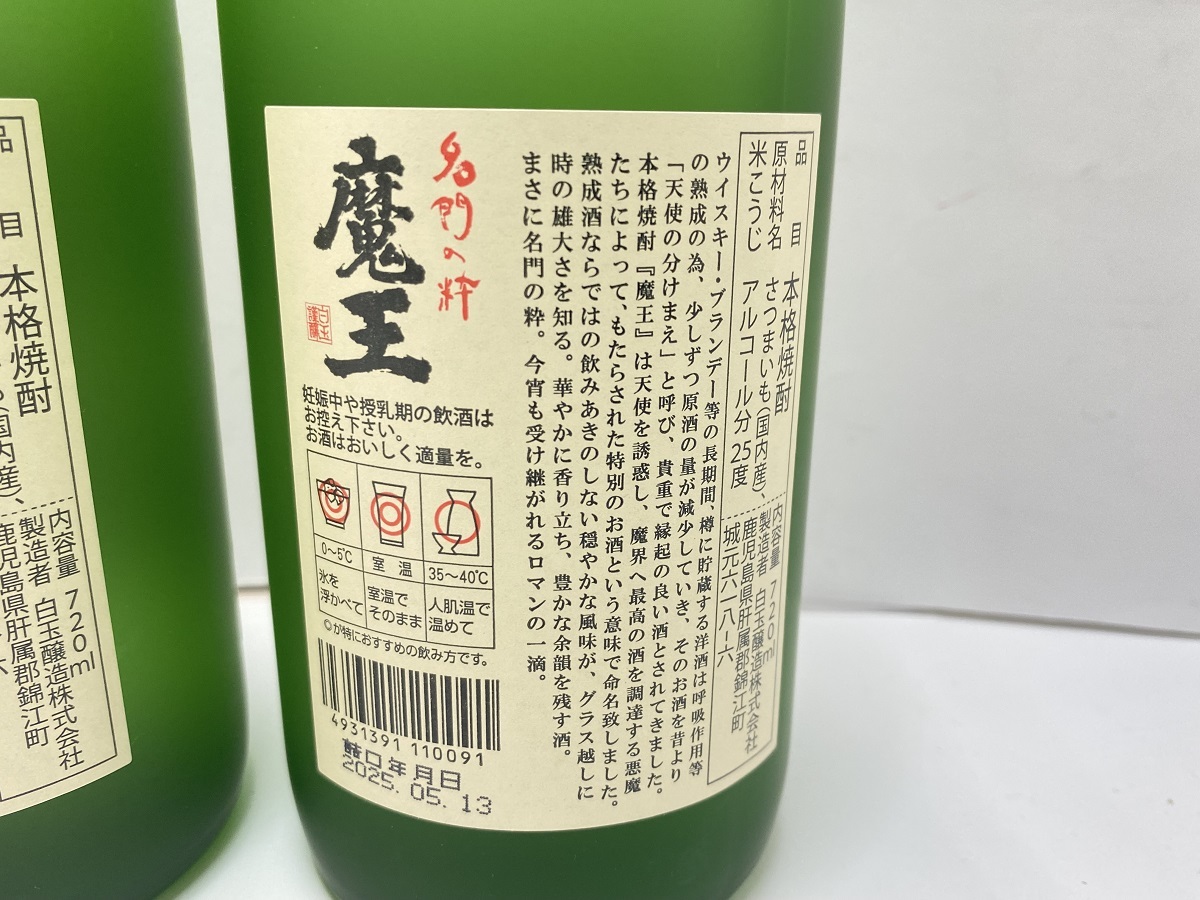 品目 本格焼酎
原材料名 さつまいも(国内産)、
米こうじ アルコール分25度
内容量 720ml
製造者 白玉醸造株式会社
鹿児島県肝属郡錦江町
城元六一八-六
ウイスキー・ブランデー等の長期間、樽に貯蔵する洋酒は呼吸作用等
の熟成の為、少しずつ原酒の量が減少していき、そのお酒を昔より
「天使の分けまえ」と呼び、貴重で縁起の良い酒とされてきました。
本格焼酎『魔王』は天使を誘惑し、魔界へ最高の酒を調達する悪魔
たちによって、もたらされた特別のお酒という意味で命名致しました。
熟成酒ならではの飲みあきのしない穏やかな風味が、グラス越しに
時の雄大さを知る。華やかに香り立ち、豊かな余韻を残す酒。
まさに名門の粋。今宵も受け継がれるロマンの一滴。
名門の粋
魔王
白玉謹醸
妊娠中や授乳期の飲酒は
お控え下さい。
お酒はおいしく適量を。
0～5℃ 室温 35～40℃
氷を浮かべて 室温でそのまま 人肌温で温めて
◎が特におすすめの飲み方です。
4931391 110091
詰口年月日
2025.05.13
品目 本格焼酎
(国内産)、
内容量 720ml
製造者 白玉醸造株式会社
鹿児島県肝属郡錦江町